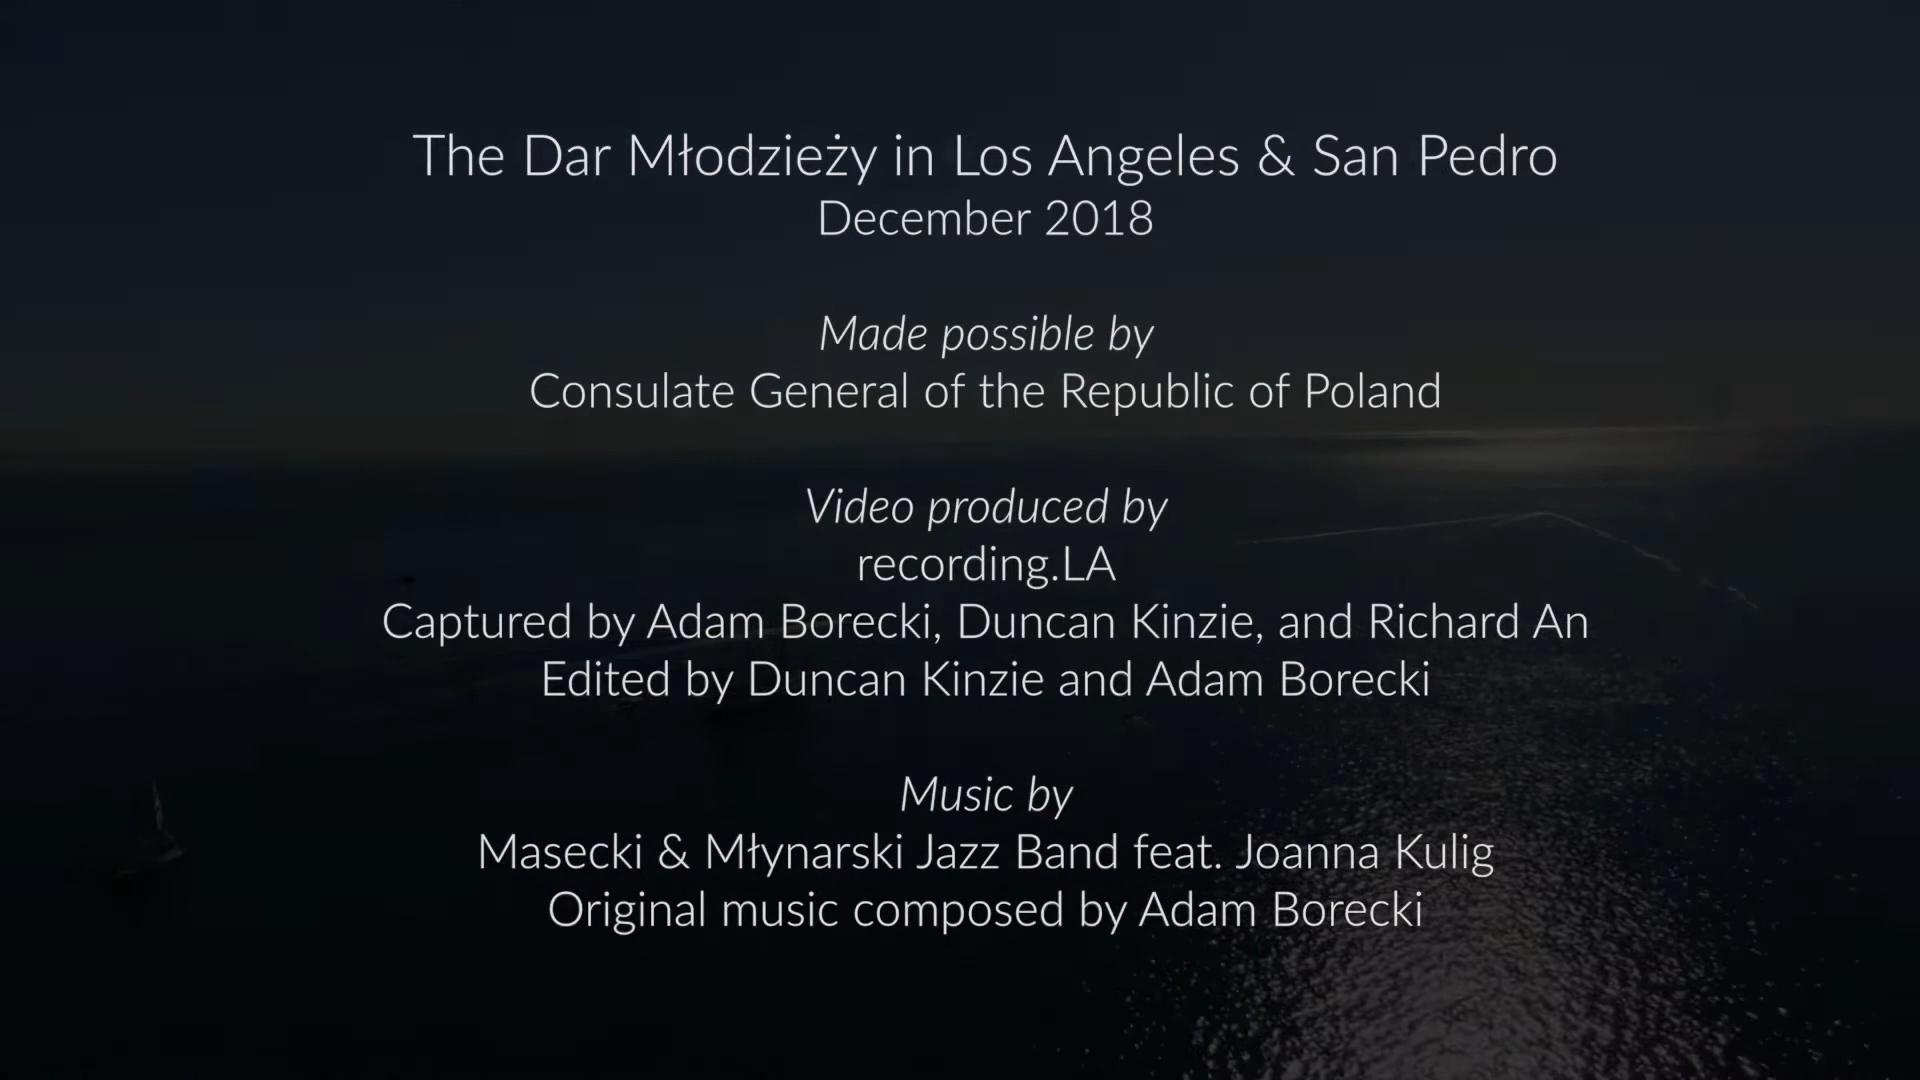 The Dar Młodzieży in Los Angeles & San Pedro
December 2018
Made possible by
Consulate General of the Republic of Poland
Video produced by
recording.LA
Captured by Adam Borecki, Duncan Kinzie, and Richard An
Edited by Duncan Kinzie and Adam Borecki
Music by
Masecki & Młynarski Jazz Band feat. Joanna Kulig
Original music composed by Adam Borecki